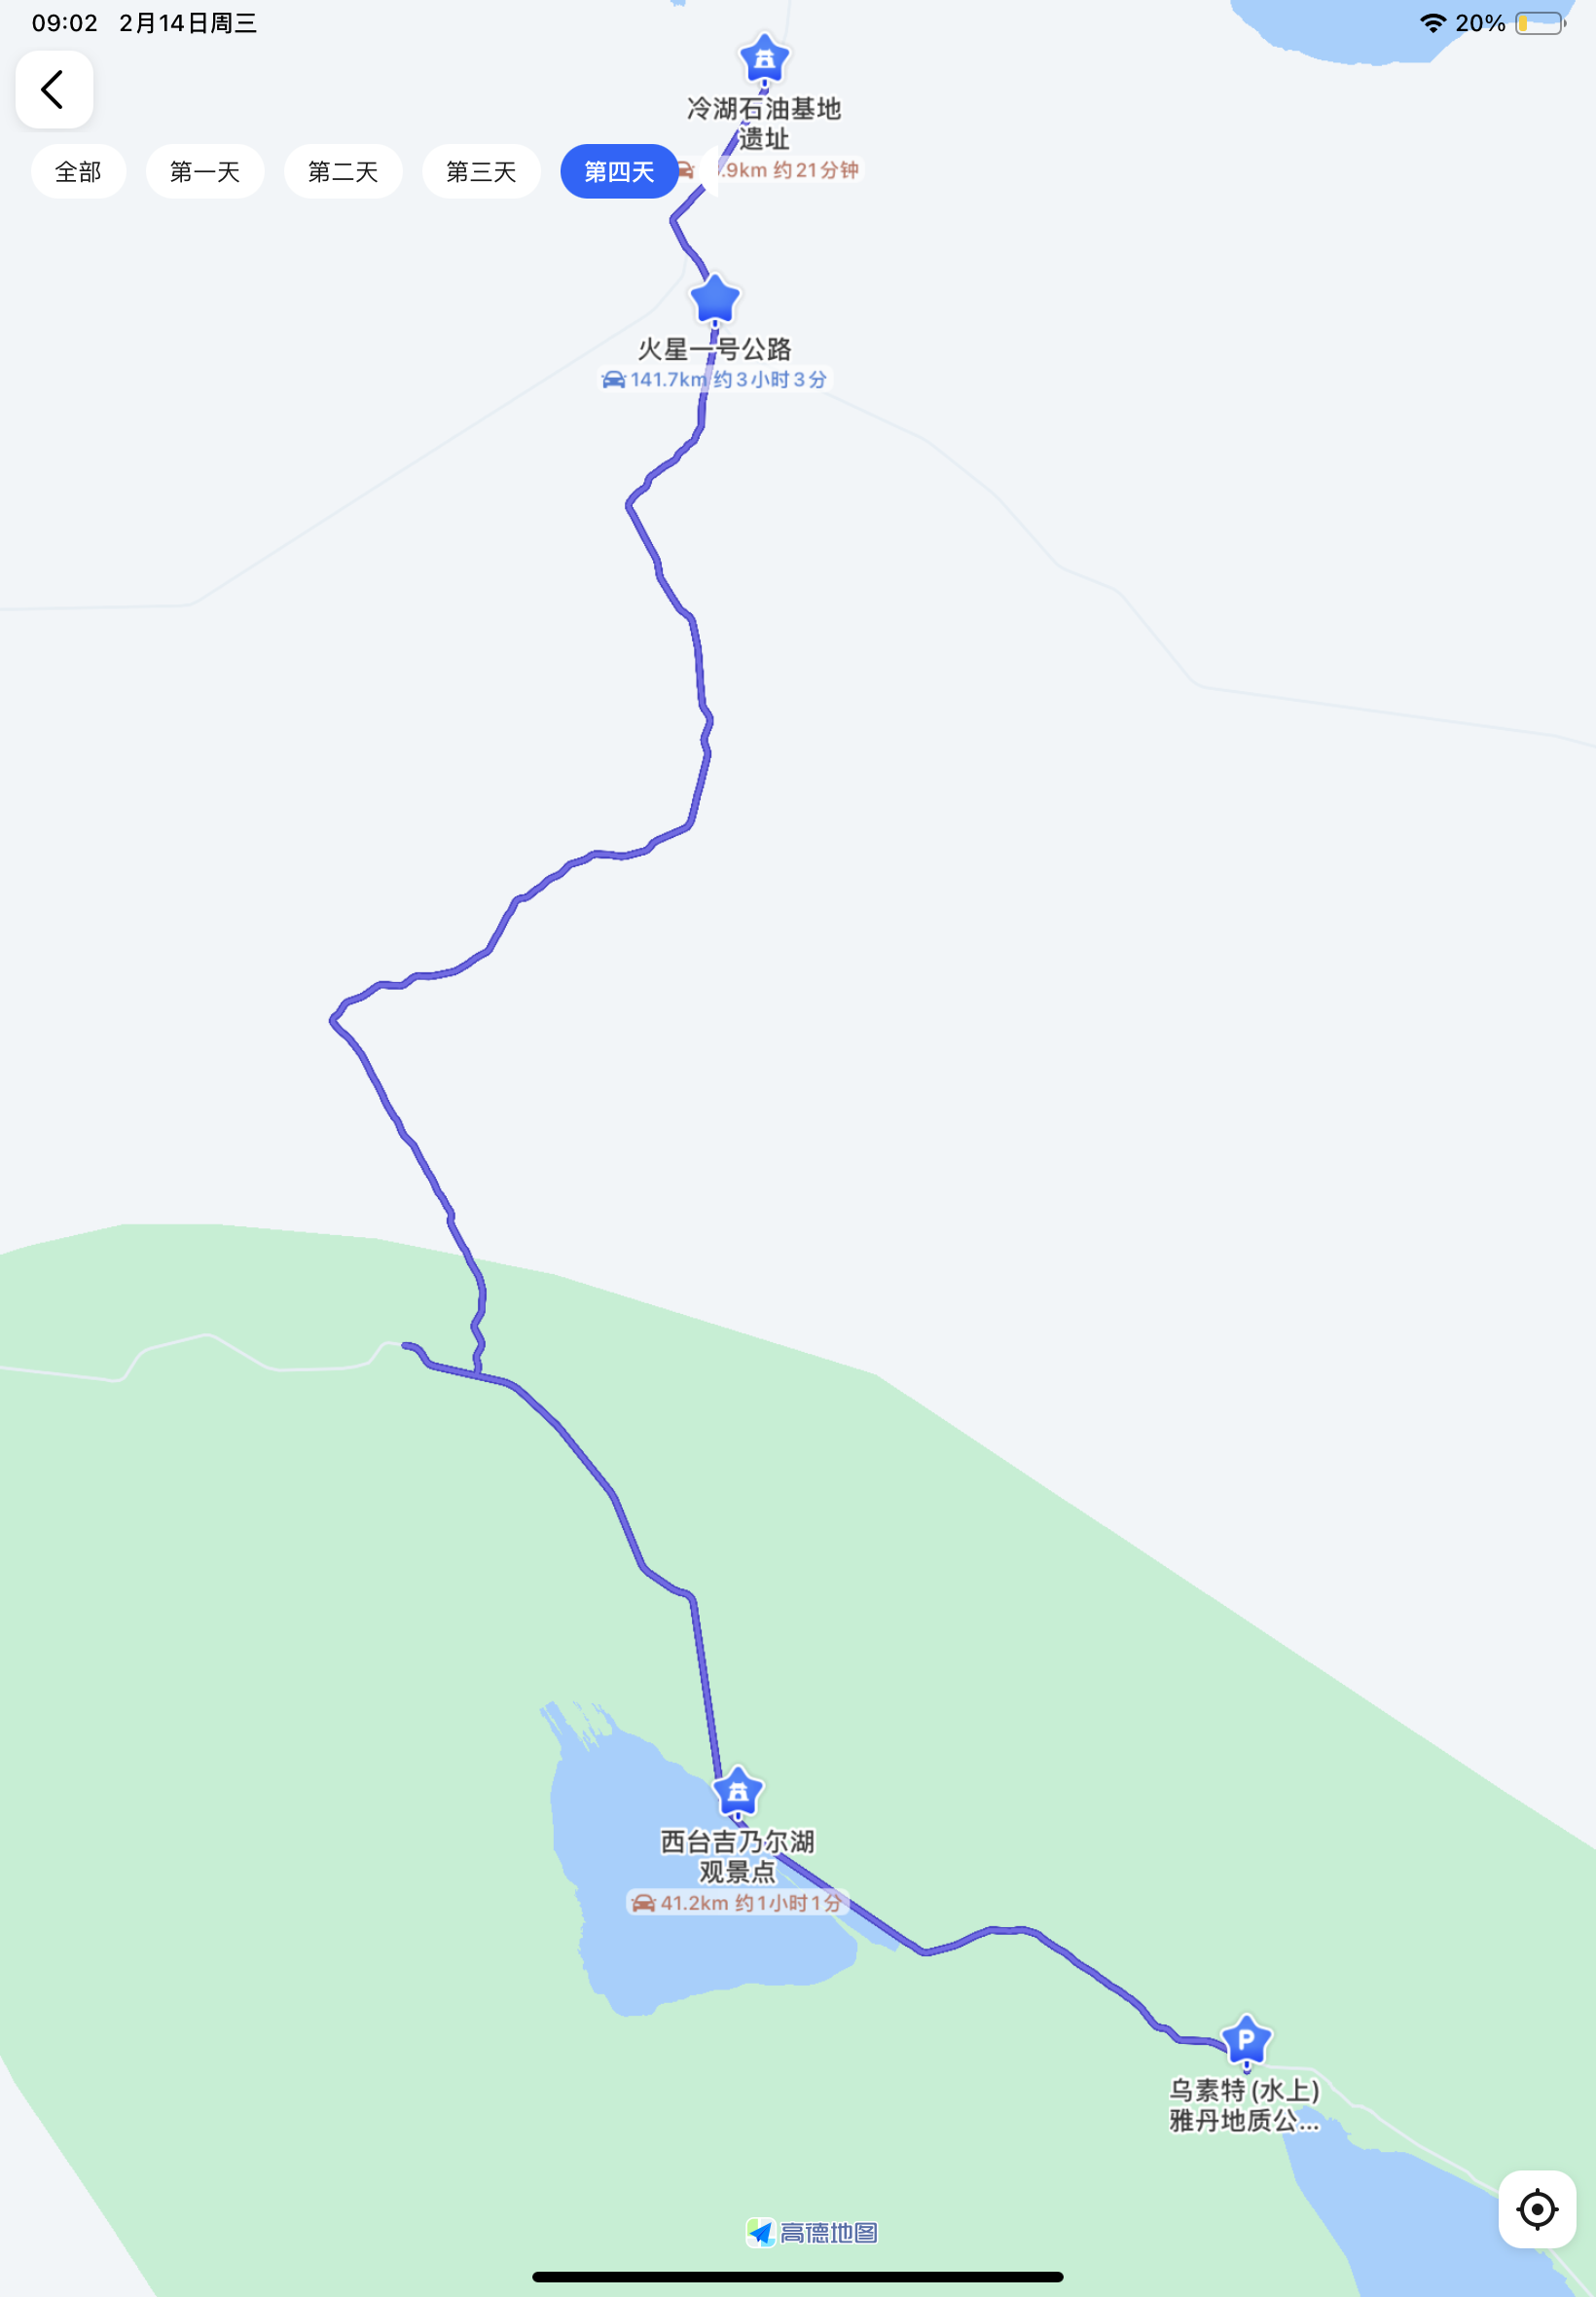 09:02 2月14日周三
20%
冷湖石油基地
遗址
.9km 约21分钟
全部
第一天
第二天
第三天
第四天
火星一号公路
141.7km 约3小时3分
西台吉乃尔湖
观景点
41.2km 约1小时1分
P
乌素特(水上)
雅丹地质公...
高德地图